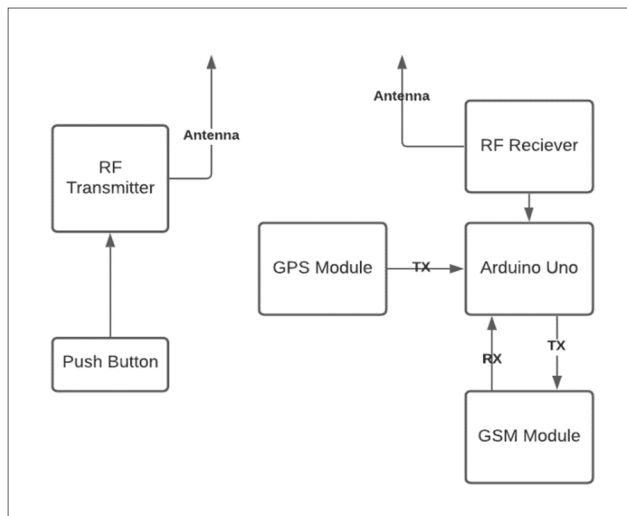 Antenna
RF
Transmitter
Push Button
Antenna
RF Reciever
GPS Module
TX
Arduino Uno
RX
TX
GSM Module